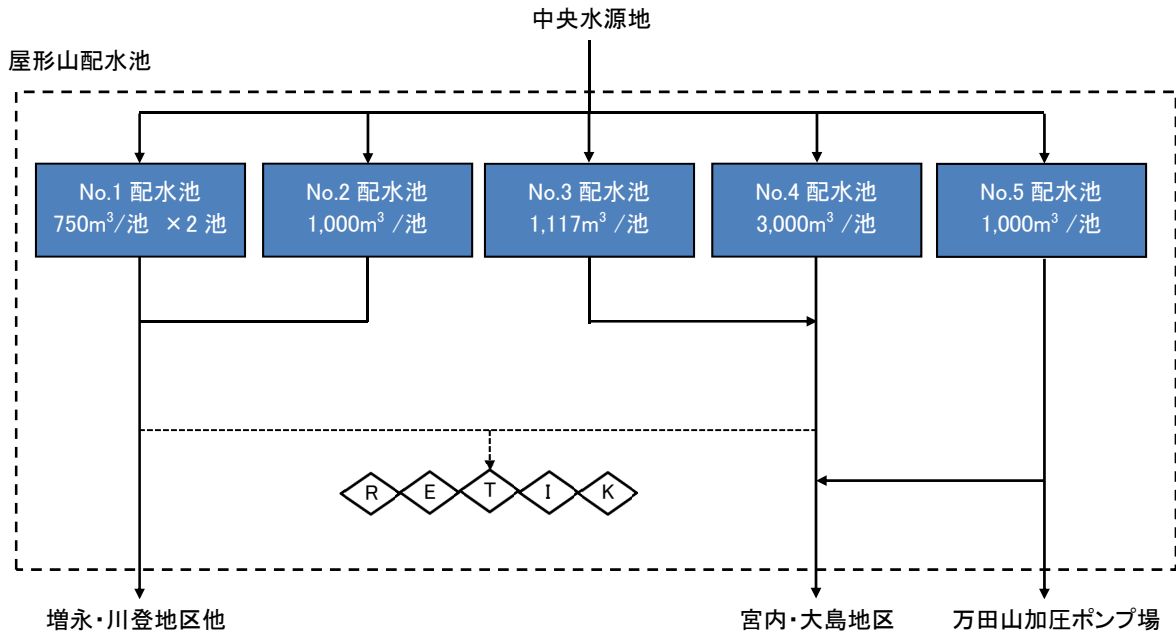 中央水源地
屋形山配水池
No.1 配水池
750m³/池 ×2 池
No.2 配水池
1,000m³ /池
No.3 配水池
1,117m³ /池
No.4 配水池
3,000m³ /池
No.5 配水池
1,000m³ /池
R E T I K
増永・川登地区他
宮内・大島地区
万田山加圧ポンプ場